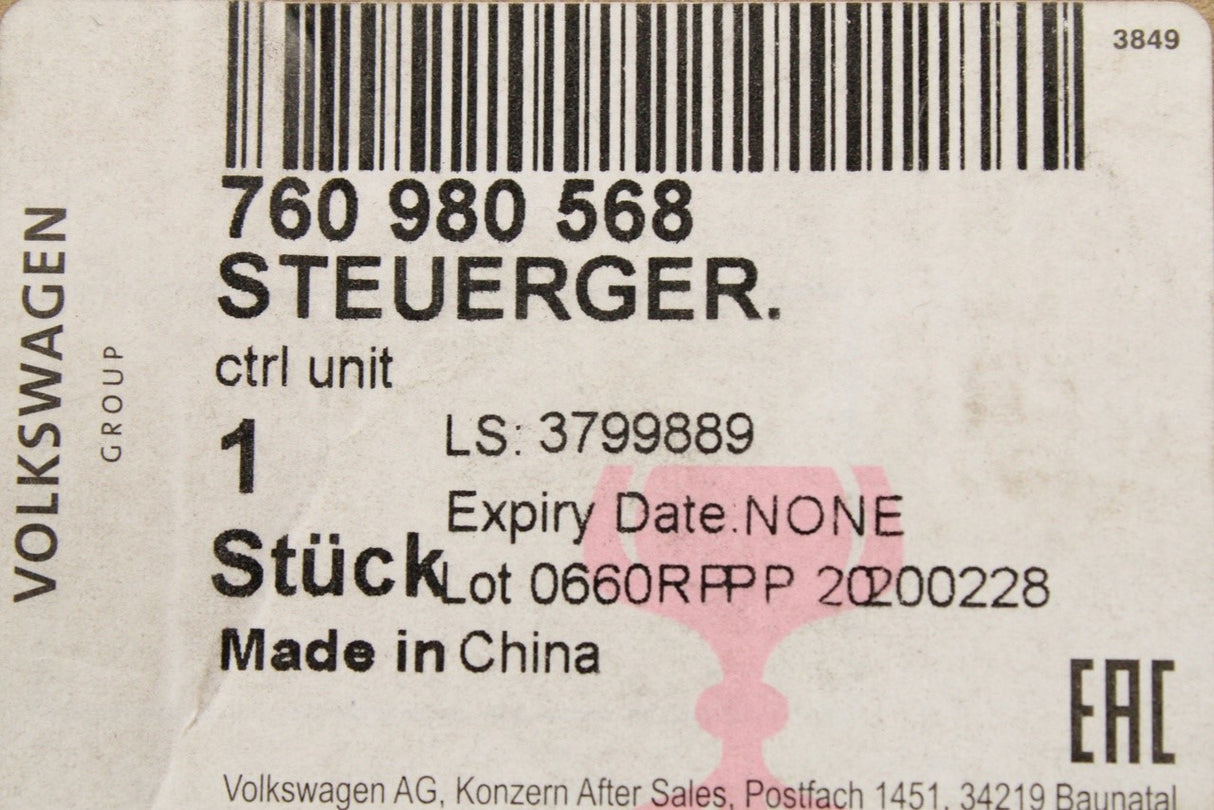 3849
VOLKSWAGEN
GROUP
760 980 568
STEUERGER.
ctrl unit
1
LS: 3799889
Expiry Date:NONE
Stück
Lot 0660RPPP 20200228
Made in China
EAC
Volkswagen AG, Konzern After Sales, Postfach 1451, 34219 Baunatal